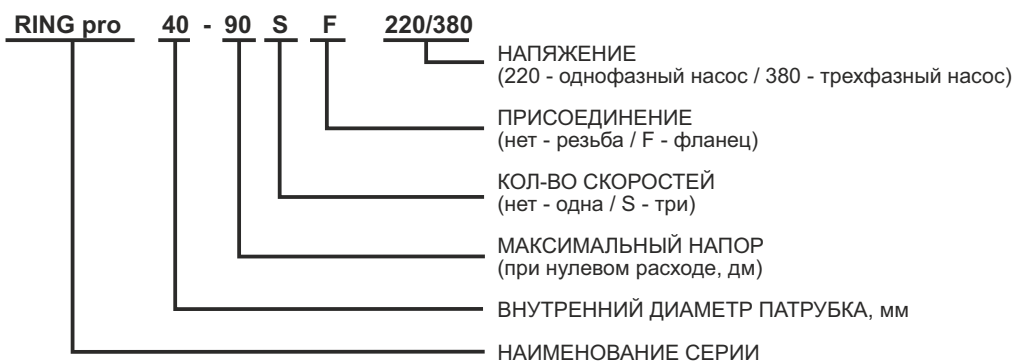 RING pro 40 - 90 S F 220/380
НАПЯЖЕНИЕ
(220 - однофазный насос / 380 - трехфазный насос)
ПРИСОЕДИНЕНИЕ
(нет - резьба / F - фланец)
КОЛ-ВО СКОРОСТЕЙ
(нет - одна / S - три)
МАКСИМАЛЬНЫЙ НАПОР
(при нулевом расходе, дм)
ВНУТРЕННИЙ ДИАМЕТР ПАТРУБКА, мм
НАИМЕНОВАНИЕ СЕРИИ